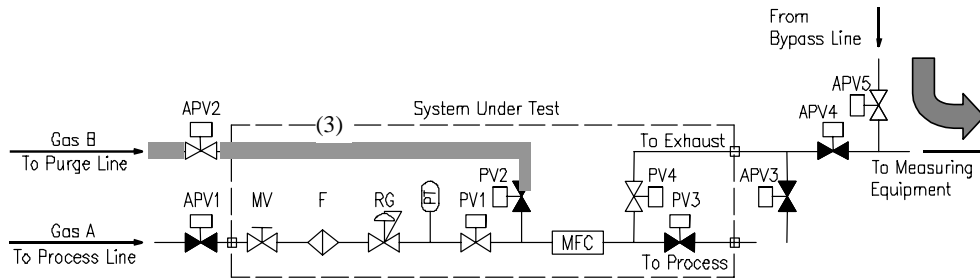 From
Bypass Line
APV5
APV4
System Under Test
APV2
(3)
Gas B
To Purge Line
To Exhaust
To Measuring
Equipment
PV2
PV4
APV3
APV1
MV
F
RG
PT
PV1
PV3
Gas A
To Process Line
MFC
To Process